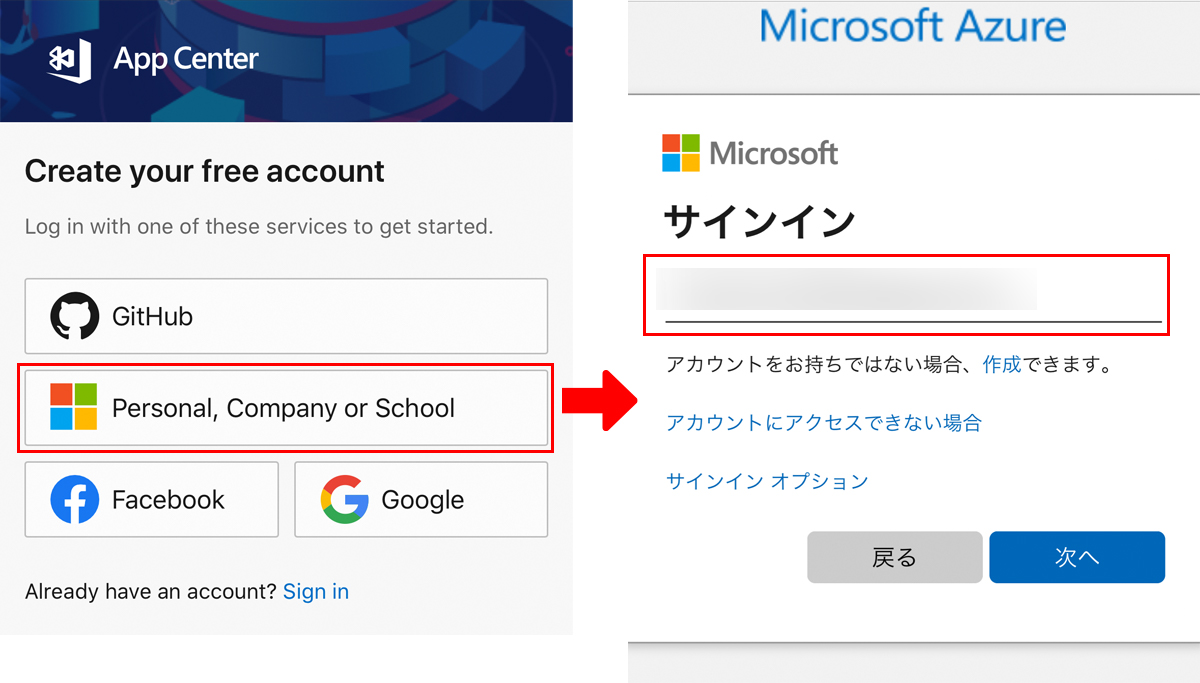 App Center
Create your free account
Log in with one of these services to get started.
GitHub
Personal, Company or School
Facebook
Google
Already have an account? Sign in
Microsoft Azure
Microsoft
サインイン
アカウントをお持ちではない場合、作成できます。
アカウントにアクセスできない場合
サインイン オプション
戻る
次へ